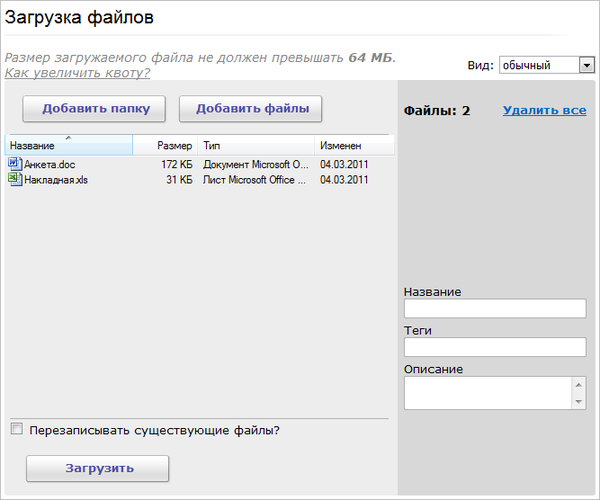 Загрузка файлов
Размер загружаемого файла не должен превышать 64 МБ.
Как увеличить квоту?
Вид: обычный
Добавить папку Добавить файлы
Файлы: 2 Удалить все
Название Размер Тип Изменен
Анкета.doc 172 КБ Документ Microsoft O... 04.03.2011
Накладная.xls 31 КБ Лист Microsoft Office ... 04.03.2011
Название
Теги
Описание
Перезаписывать существующие файлы?
Загрузить